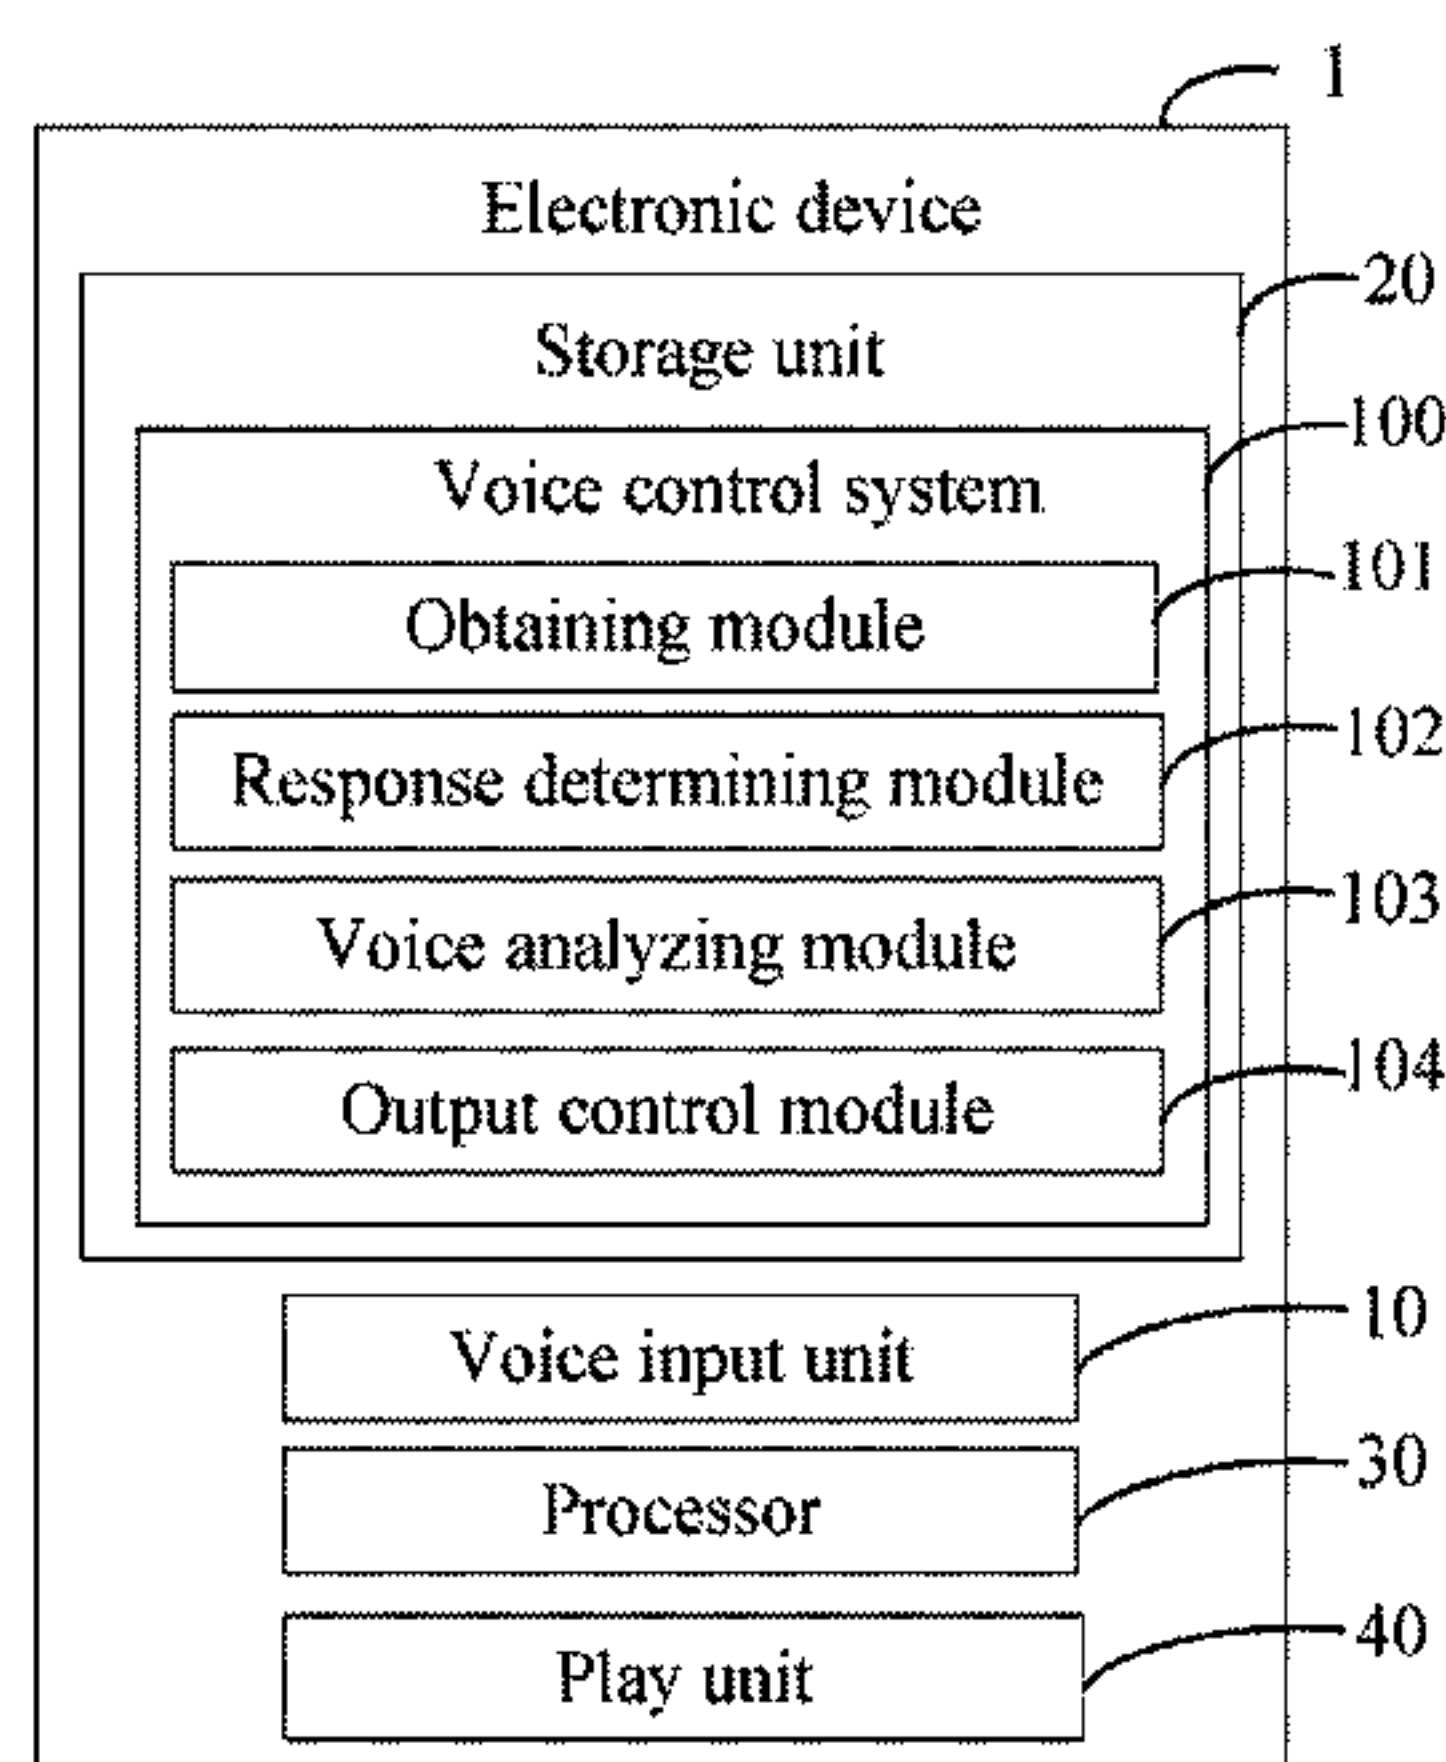 1
Electronic device
20
Storage unit
100
Voice control system
101
Obtaining module
102
Response determining module
103
Voice analyzing module
104
Output control module
10
Voice input unit
30
Processor
40
Play unit